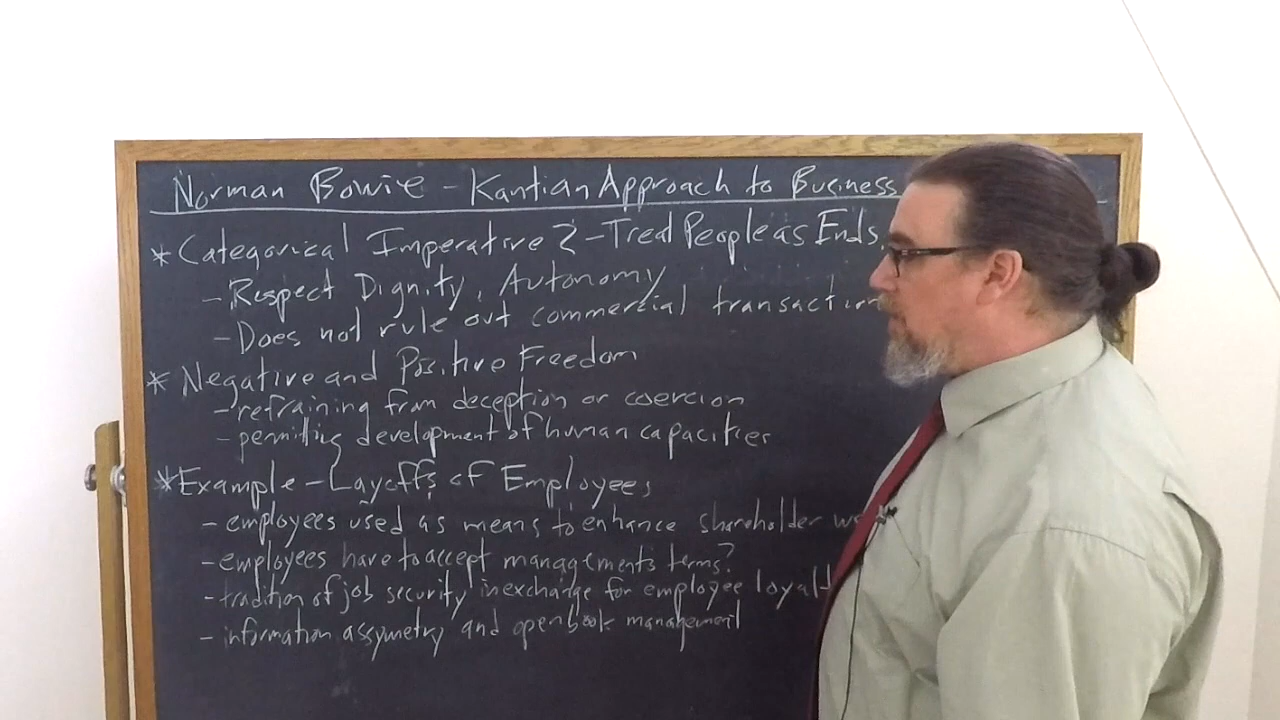 Norman Bowie - Kantian Approach to Business
* Categorical Imperative 2 - Treat People as Ends
- Respect Dignity, Autonomy
- Does not rule out commercial transaction
* Negative and Positive Freedom
- refraining from deception or coercion
- permitting development of human capacities
* Example - Layoffs of Employees
- employees used as means to enhance shareholder
- employees have to accept managements terms?
- tradition of job security in exchange for employee loyalt
- information assymetry and openbook management